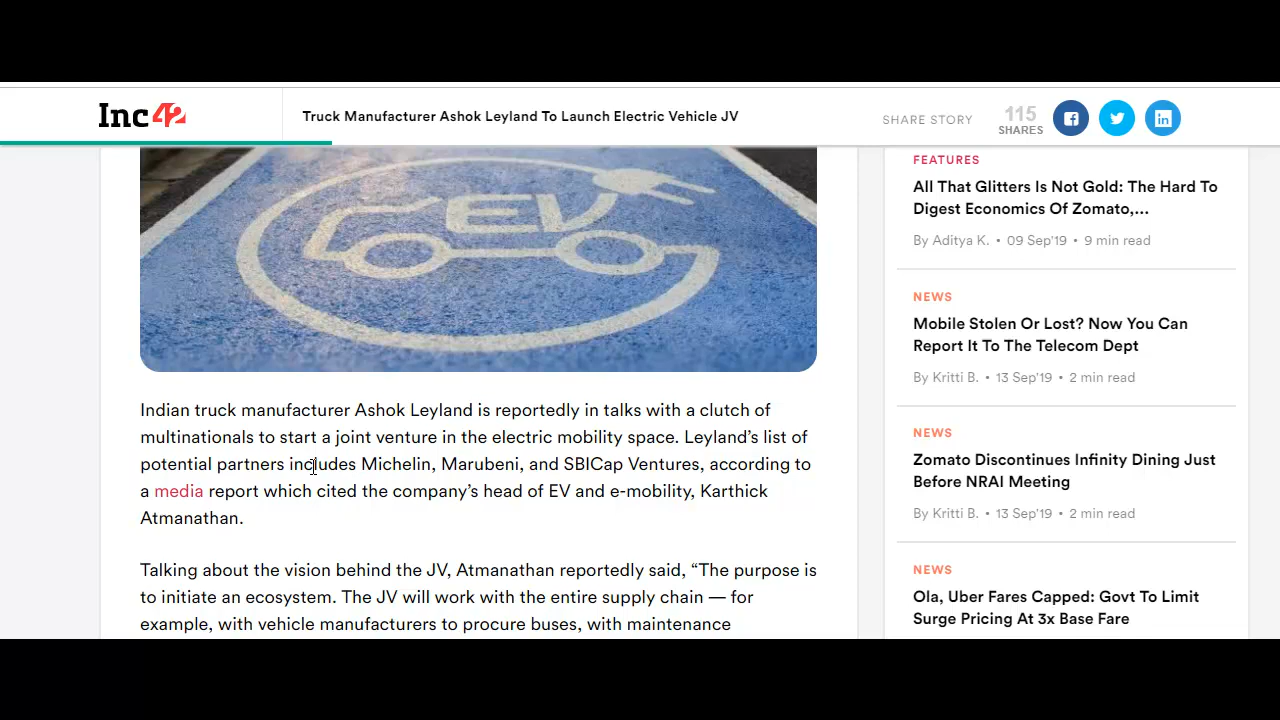 Inc42
Truck Manufacturer Ashok Leyland To Launch Electric Vehicle JV
SHARE STORY
115
SHARES
EV
Indian truck manufacturer Ashok Leyland is reportedly in talks with a clutch of
multinationals to start a joint venture in the electric mobility space. Leyland’s list of
potential partners includes Michelin, Marubeni, and SBICap Ventures, according to
a media report which cited the company’s head of EV and e-mobility, Karthick
Atmanathan.
Talking about the vision behind the JV, Atmanathan reportedly said, “The purpose is
to initiate an ecosystem. The JV will work with the entire supply chain — for
example, with vehicle manufacturers to procure buses, with maintenance
FEATURES
All That Glitters Is Not Gold: The Hard To
Digest Economics Of Zomato,...
By Aditya K. • 09 Sep'19 • 9 min read
NEWS
Mobile Stolen Or Lost? Now You Can
Report It To The Telecom Dept
By Kritti B. • 13 Sep'19 • 2 min read
NEWS
Zomato Discontinues Infinity Dining Just
Before NRAI Meeting
By Kritti B. • 13 Sep'19 • 2 min read
NEWS
Ola, Uber Fares Capped: Govt To Limit
Surge Pricing At 3x Base Fare